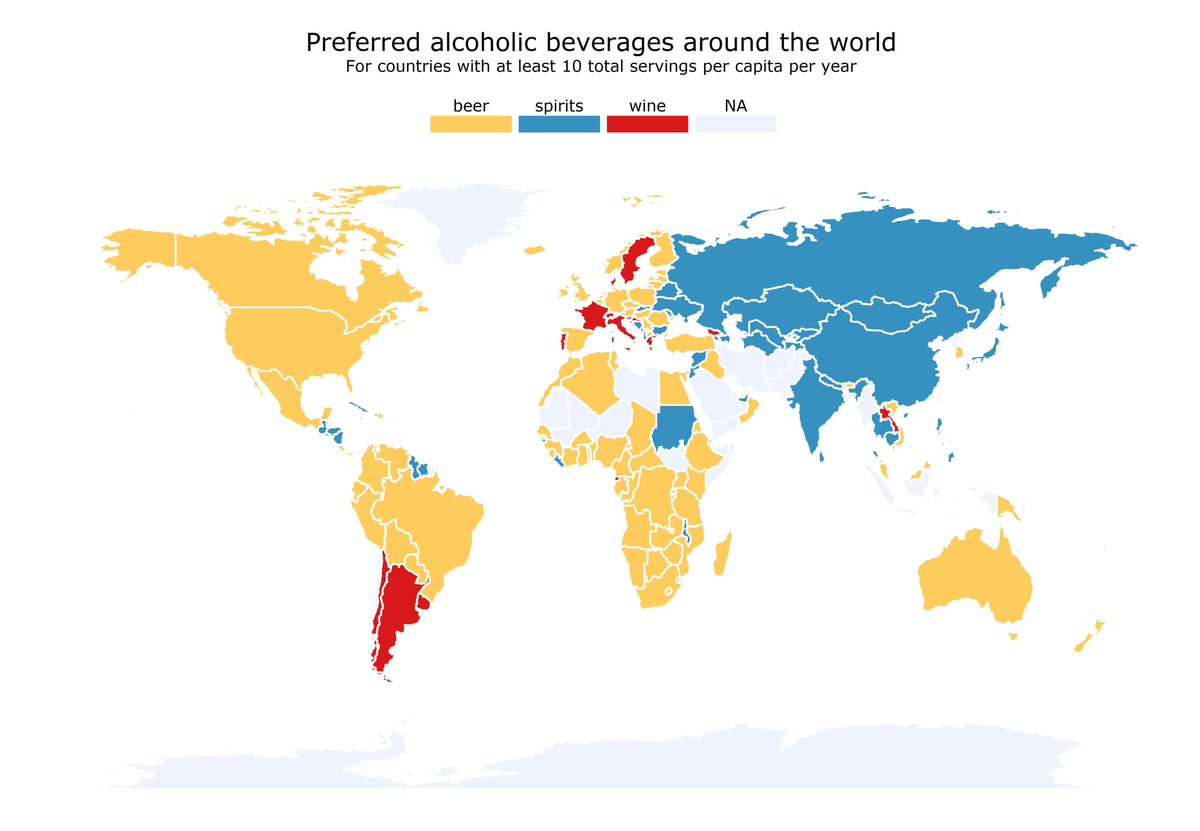 Preferred alcoholic beverages around the world
For countries with at least 10 total servings per capita per year
beer spirits wine NA